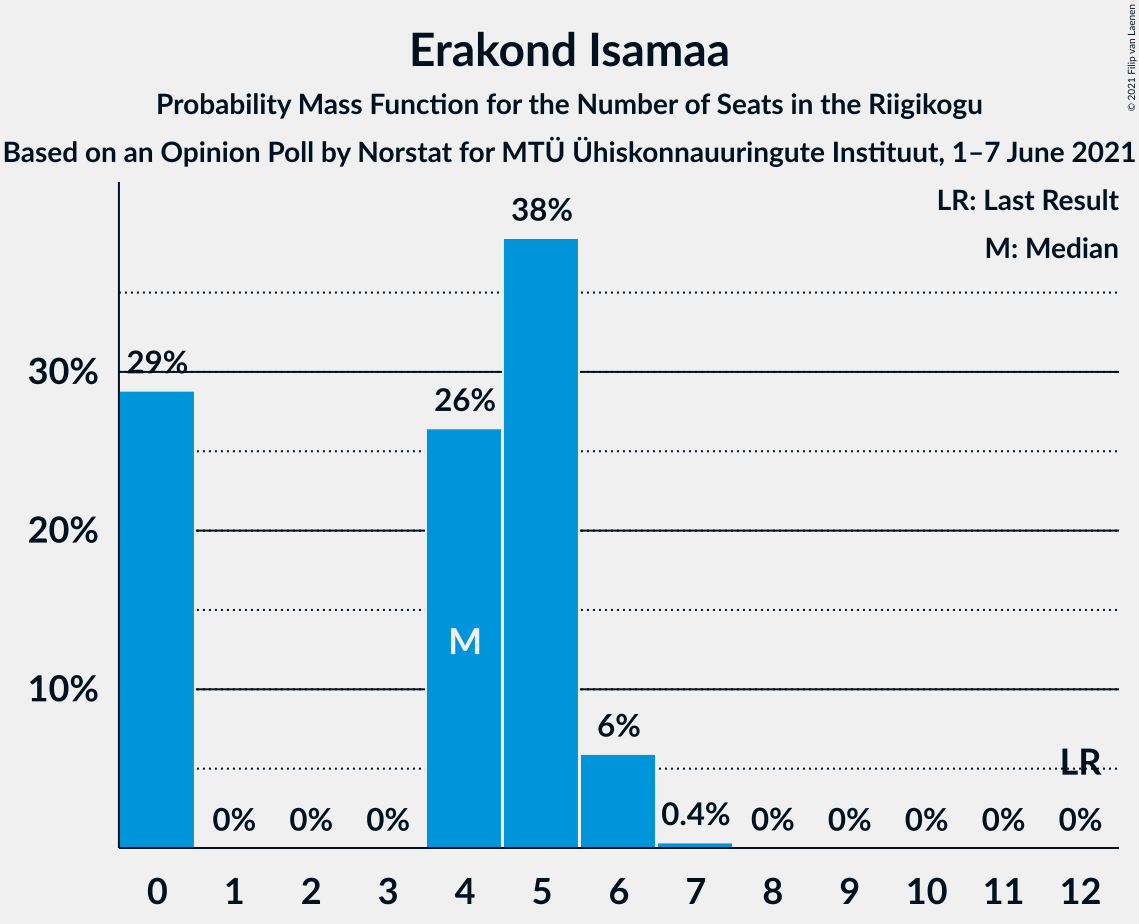 Erakond Isamaa
Probability Mass Function for the Number of Seats in the Riigikogu
Based on an Opinion Poll by Norstat for MTÜ Ühiskonnauuringute Instituut, 1–7 June 2021
© 2021 Filip van Laenen
LR: Last Result
M: Median
38%
29%
30%
26%
20%
M
10%
6%
LR
0% 0% 0% 0.4% 0% 0% 0% 0% 0%
0 1 2 3 4 5 6 7 8 9 10 11 12